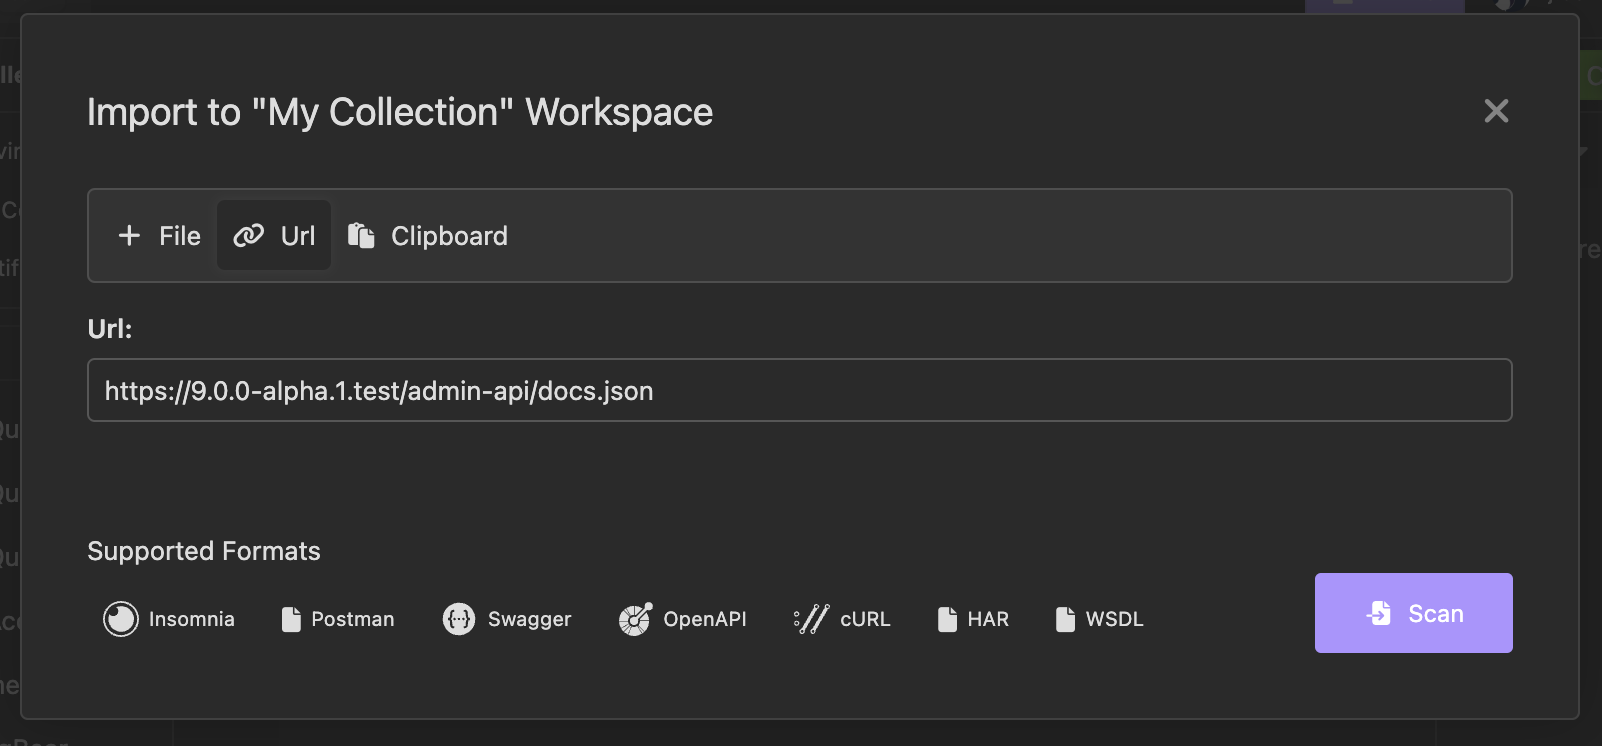 Import to "My Collection" Workspace
File Url Clipboard
Url:
https://9.0.0-alpha.1.test/admin-api/docs.json
Supported Formats
Insomnia Postman Swagger OpenAPI cURL HAR WSDL
Scan